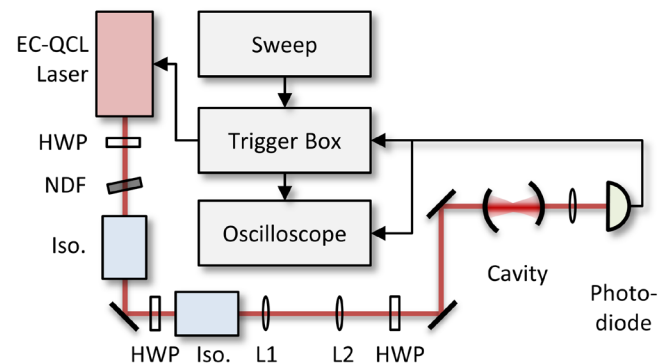 EC-QCL
Laser
Sweep
HWP
Trigger Box
NDF
Iso.
Oscilloscope
Cavity
Photo-
diode
HWP
Iso.
L1
L2
HWP